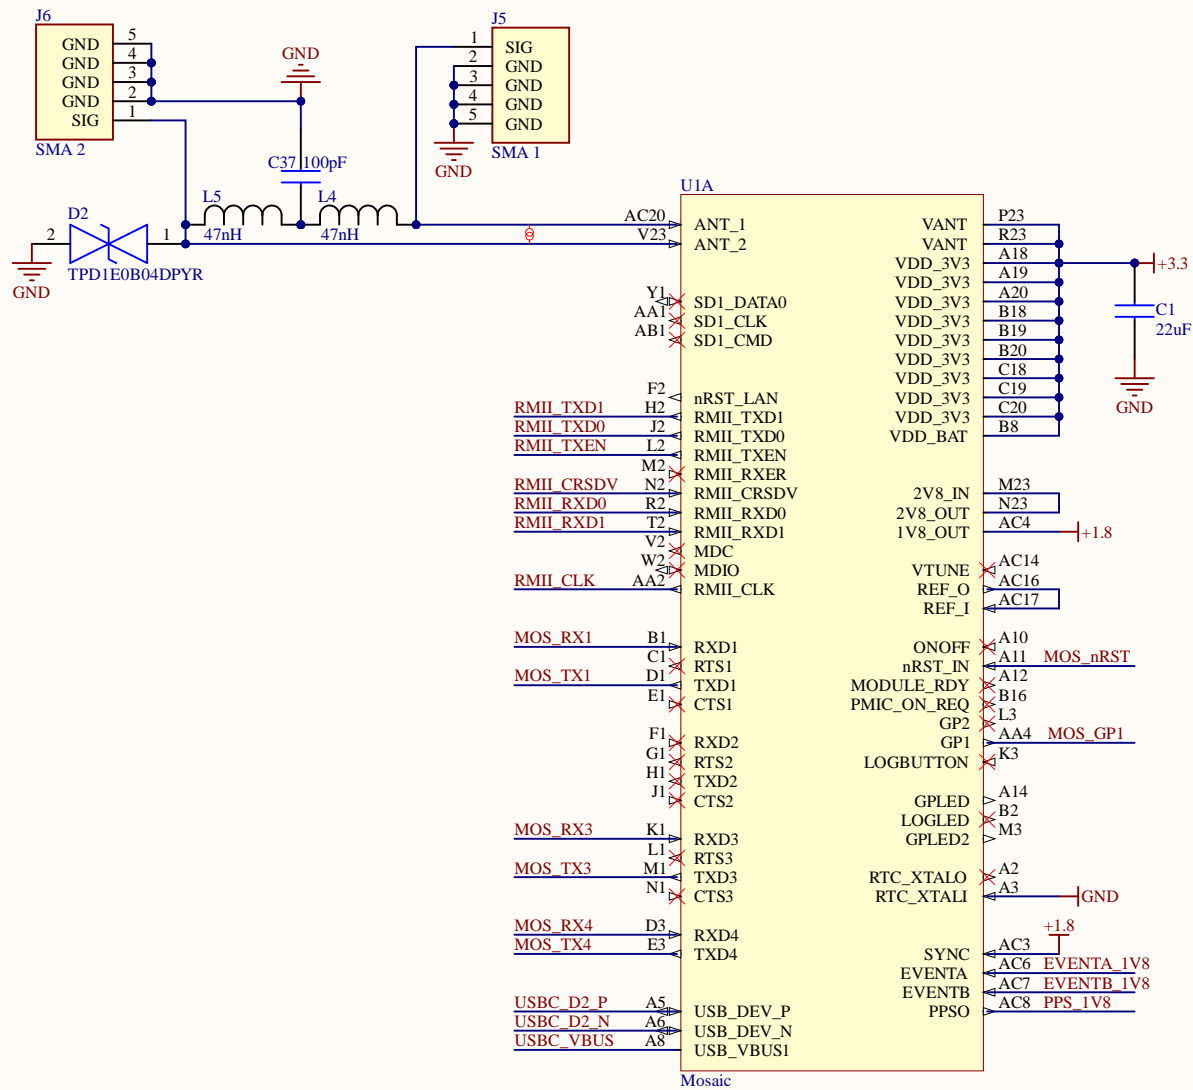 J6
GND 5
GND 4
GND 3
GND 2
SIG 1
SMA 2
GND
C37 100pF
J5
1 SIG
2 GND
3 GND
4 GND
5 GND
SMA 1
GND
L5
47nH
L4
47nH
D2
2 1
TPD1E0B04DPYR
GND
U1A
AC20 ANT_1
V23 ANT_2
Y1 SD1_DATA0
AA1 SD1_CLK
AB1 SD1_CMD
F2 nRST_LAN
RMII_TXD1 H2 RMII_TXD1
RMII_TXD0 J2 RMII_TXD0
RMII_TXEN L2 RMII_TXEN
M2 RMII_RXER
RMII_CRSDV N2 RMII_CRSDV
RMII_RXD0 R2 RMII_RXD0
RMII_RXD1 T2 RMII_RXD1
V2 MDC
W2 MDIO
RMII_CLK AA2 RMII_CLK
MOS_RX1 B1 RXD1
C1 RTS1
MOS_TX1 D1 TXD1
E1 CTS1
F1 RXD2
G1 RTS2
H1 TXD2
J1 CTS2
MOS_RX3 K1 RXD3
L1 RTS3
MOS_TX3 M1 TXD3
N1 CTS3
MOS_RX4 D3 RXD4
MOS_TX4 E3 TXD4
USBC_D2_P A5 USB_DEV_P
USBC_D2_N A6 USB_DEV_N
USBC_VBUS A8 USB_VBUS1
VANT P23
VANT R23
VDD_3V3 A18
VDD_3V3 A19
VDD_3V3 A20
VDD_3V3 B18
VDD_3V3 B19
VDD_3V3 B20
VDD_3V3 C18
VDD_3V3 C19
VDD_3V3 C20
VDD_BAT B8
+3.3
C1
22uF
GND
2V8_IN M23
2V8_OUT N23
1V8_OUT AC4 +1.8
VTUNE AC14
REF_O AC16
REF_I AC17
ONOFF A10
nRST_IN A11 MOS_nRST
MODULE_RDY A12
PMIC_ON_REQ B16
GP2 L3
GP1 AA4 MOS_GP1
LOGBUTTON K3
GPLED A14
LOGLED B2
GPLED2 M3
RTC_XTALO A2
RTC_XTALI A3 GND
+1.8
SYNC AC3
EVENTA AC6 EVENTA_1V8
EVENTB AC7 EVENTB_1V8
PPSO AC8 PPS_1V8
Mosaic